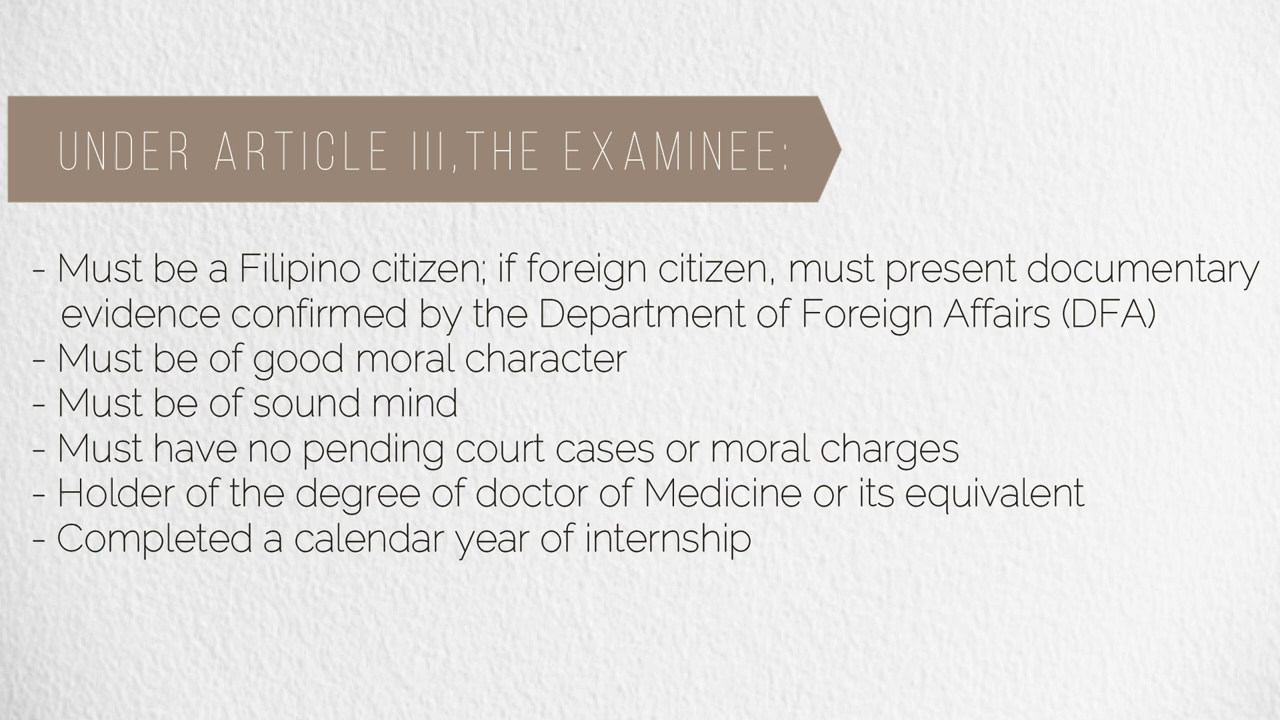 UNDER ARTICLE III,THE EXAMINEE:
- Must be a Filipino citizen; if foreign citizen, must present documentary
evidence confirmed by the Department of Foreign Affairs (DFA)
- Must be of good moral character
- Must be of sound mind
- Must have no pending court cases or moral charges
- Holder of the degree of doctor of Medicine or its equivalent
- Completed a calendar year of internship